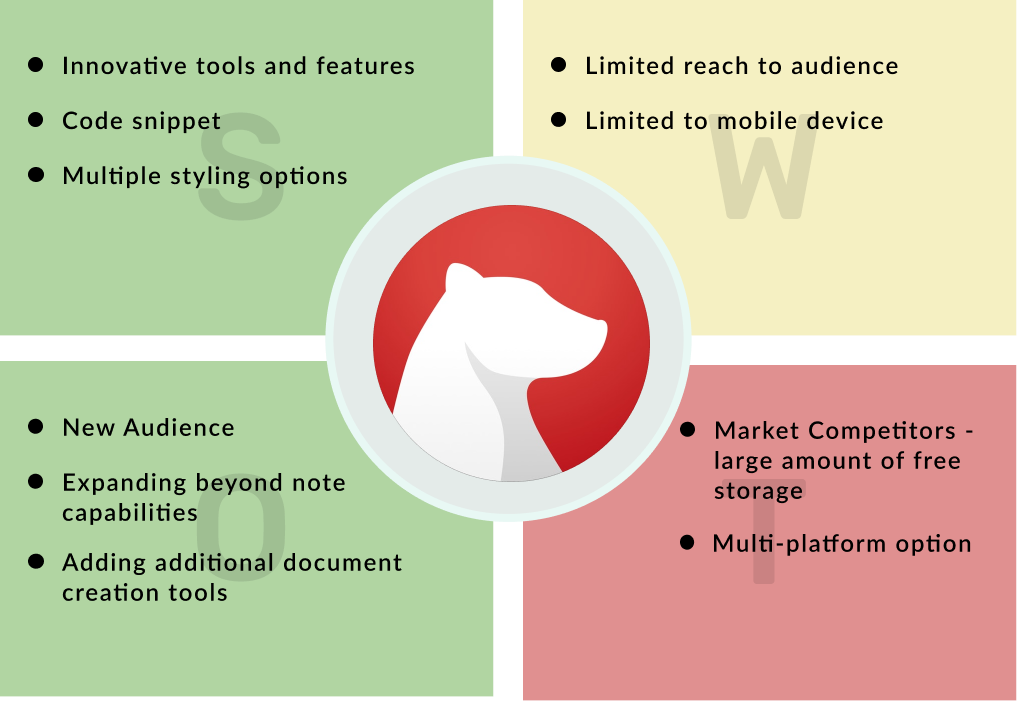 S
Innovative tools and features
Code snippet
Multiple styling options
W
Limited reach to audience
Limited to mobile device
O
New Audience
Expanding beyond note
capabilities
Adding additional document
creation tools
T
Market Competitors -
large amount of free
storage
Multi-platform option